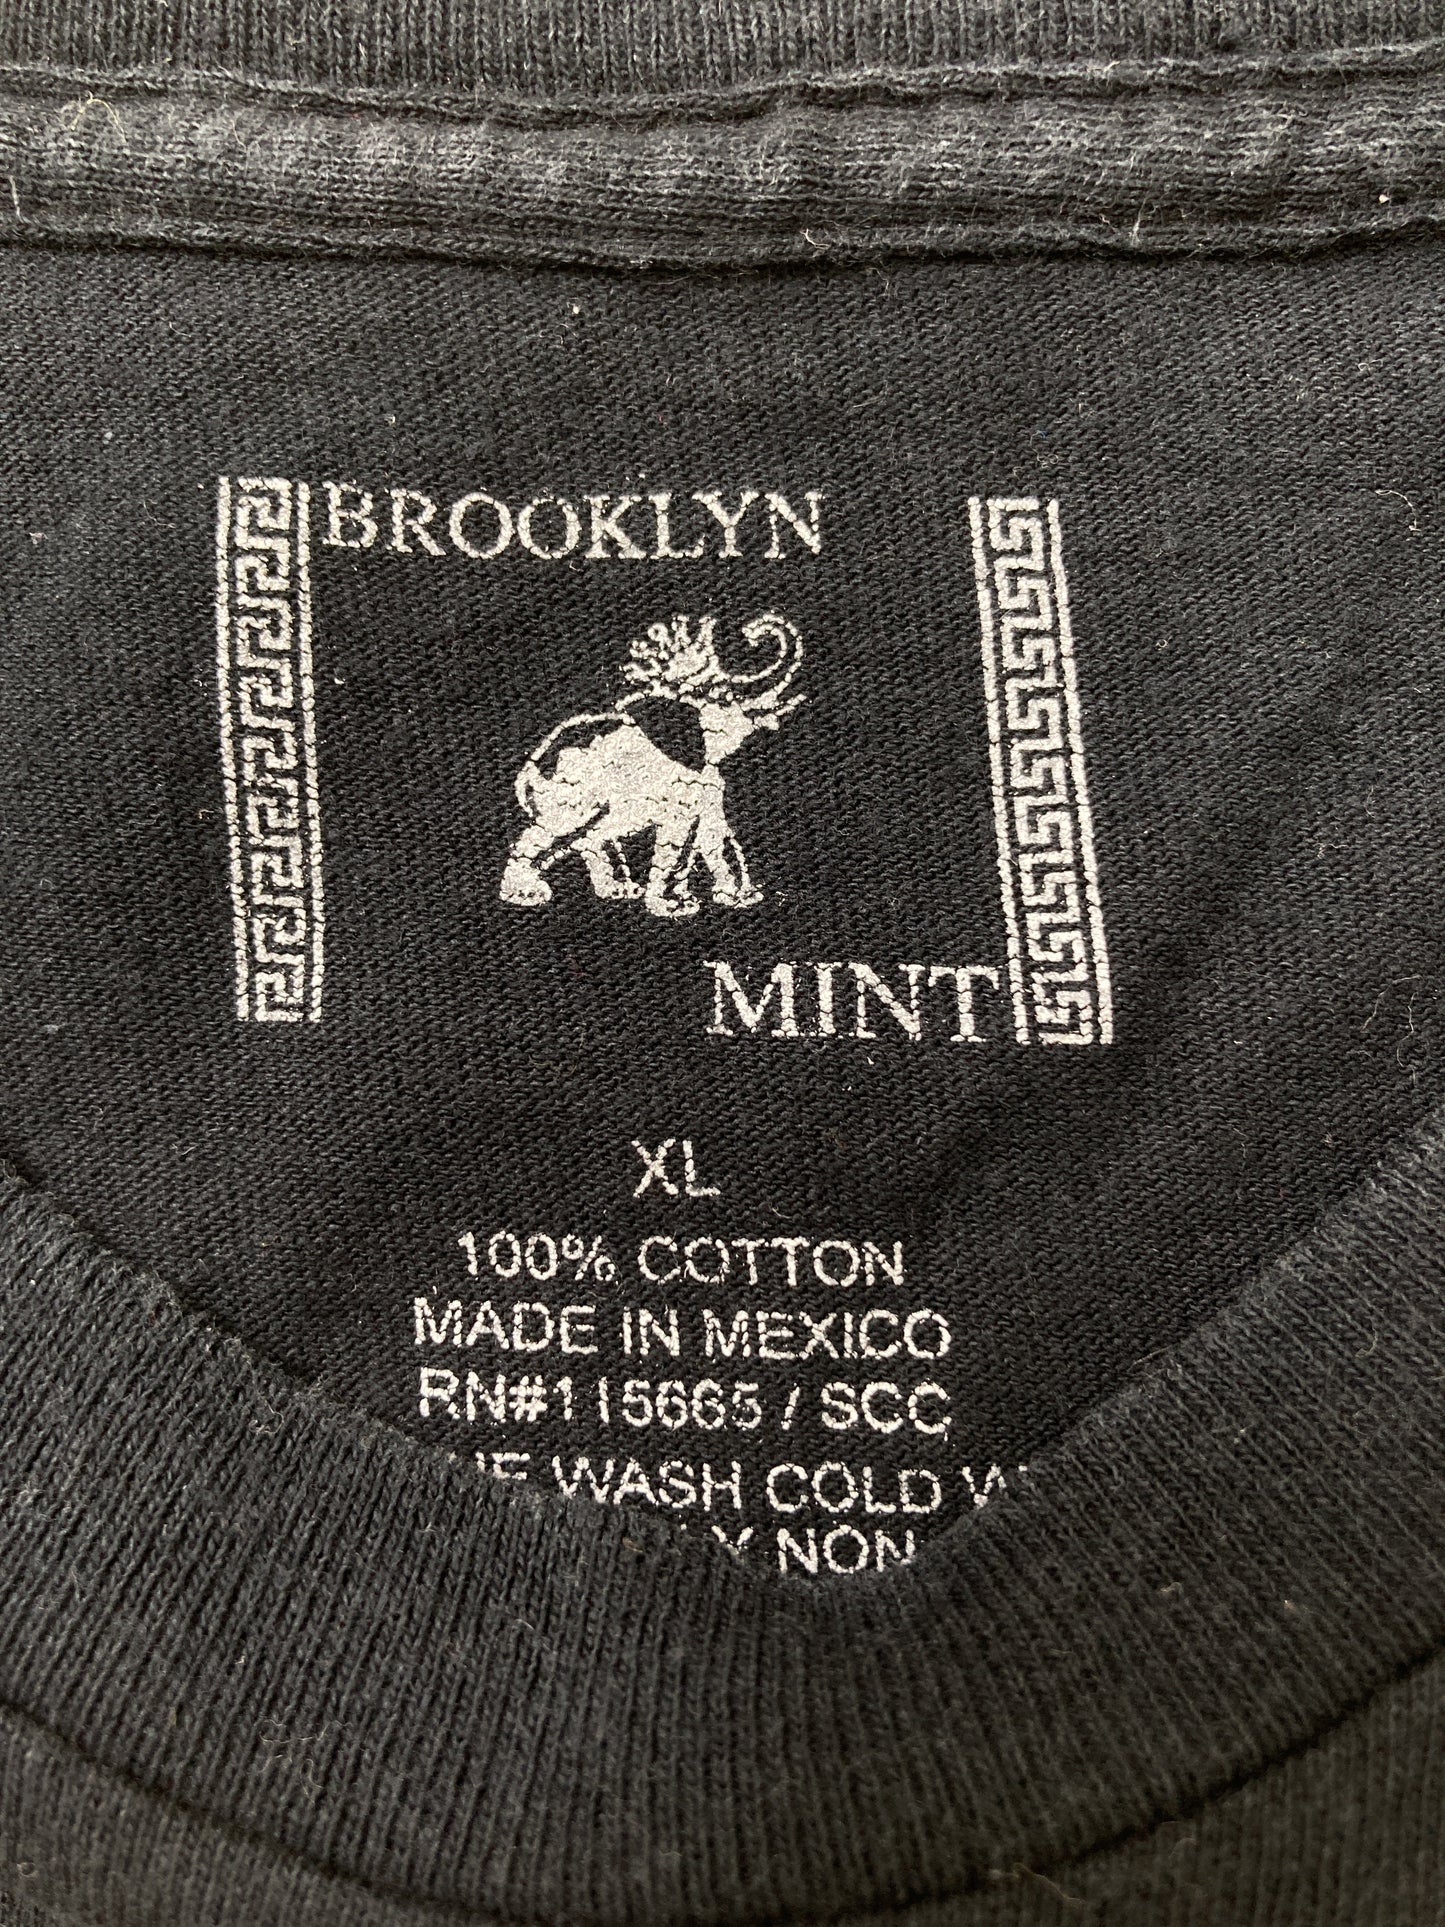 BROOKLYN
MINT
XL
100% COTTON
MADE IN MEXICO
RN#115665 / SCC
WASH COLD
NON